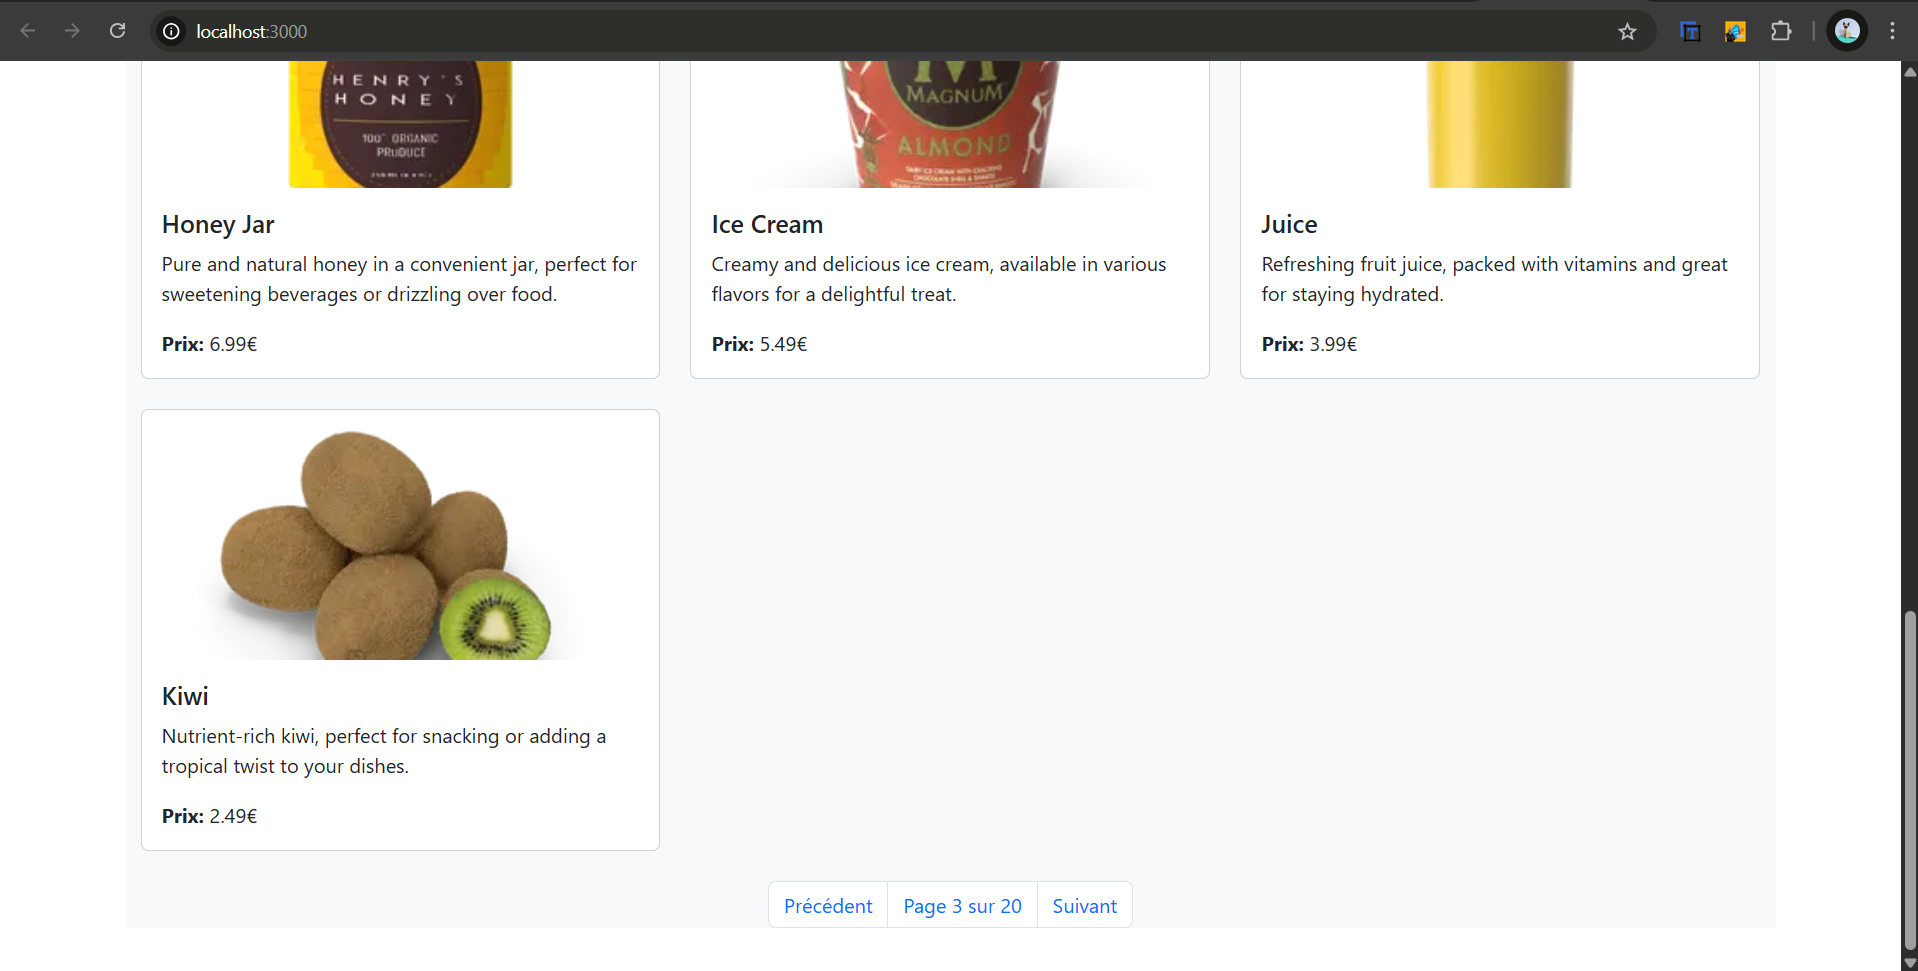 localhost:3000
HENRY'S
HONEY
100% ORGANIC
PRODUCE
M
MAGNUM
ALMOND
Honey Jar
Pure and natural honey in a convenient jar, perfect for
sweetening beverages or drizzling over food.
Prix: 6.99€
Ice Cream
Creamy and delicious ice cream, available in various
flavors for a delightful treat.
Prix: 5.49€
Juice
Refreshing fruit juice, packed with vitamins and great
for staying hydrated.
Prix: 3.99€
Kiwi
Nutrient-rich kiwi, perfect for snacking or adding a
tropical twist to your dishes.
Prix: 2.49€
Précédent
Page 3 sur 20
Suivant